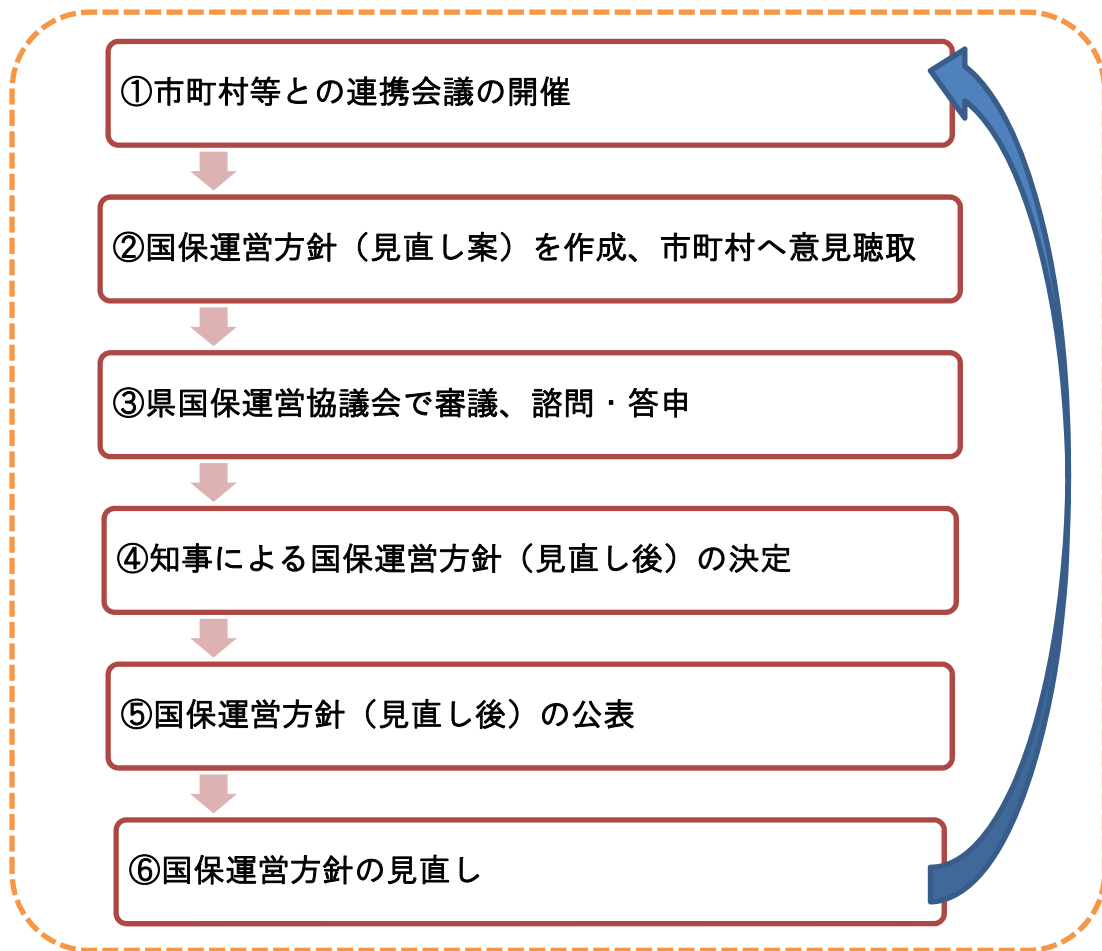 ①市町村等との連携会議の開催
②国保運営方針（見直し案）を作成、市町村へ意見聴取
③県国保運営協議会で審議、諮問・答申
④知事による国保運営方針（見直し後）の決定
⑤国保運営方針（見直し後）の公表
⑥国保運営方針の見直し